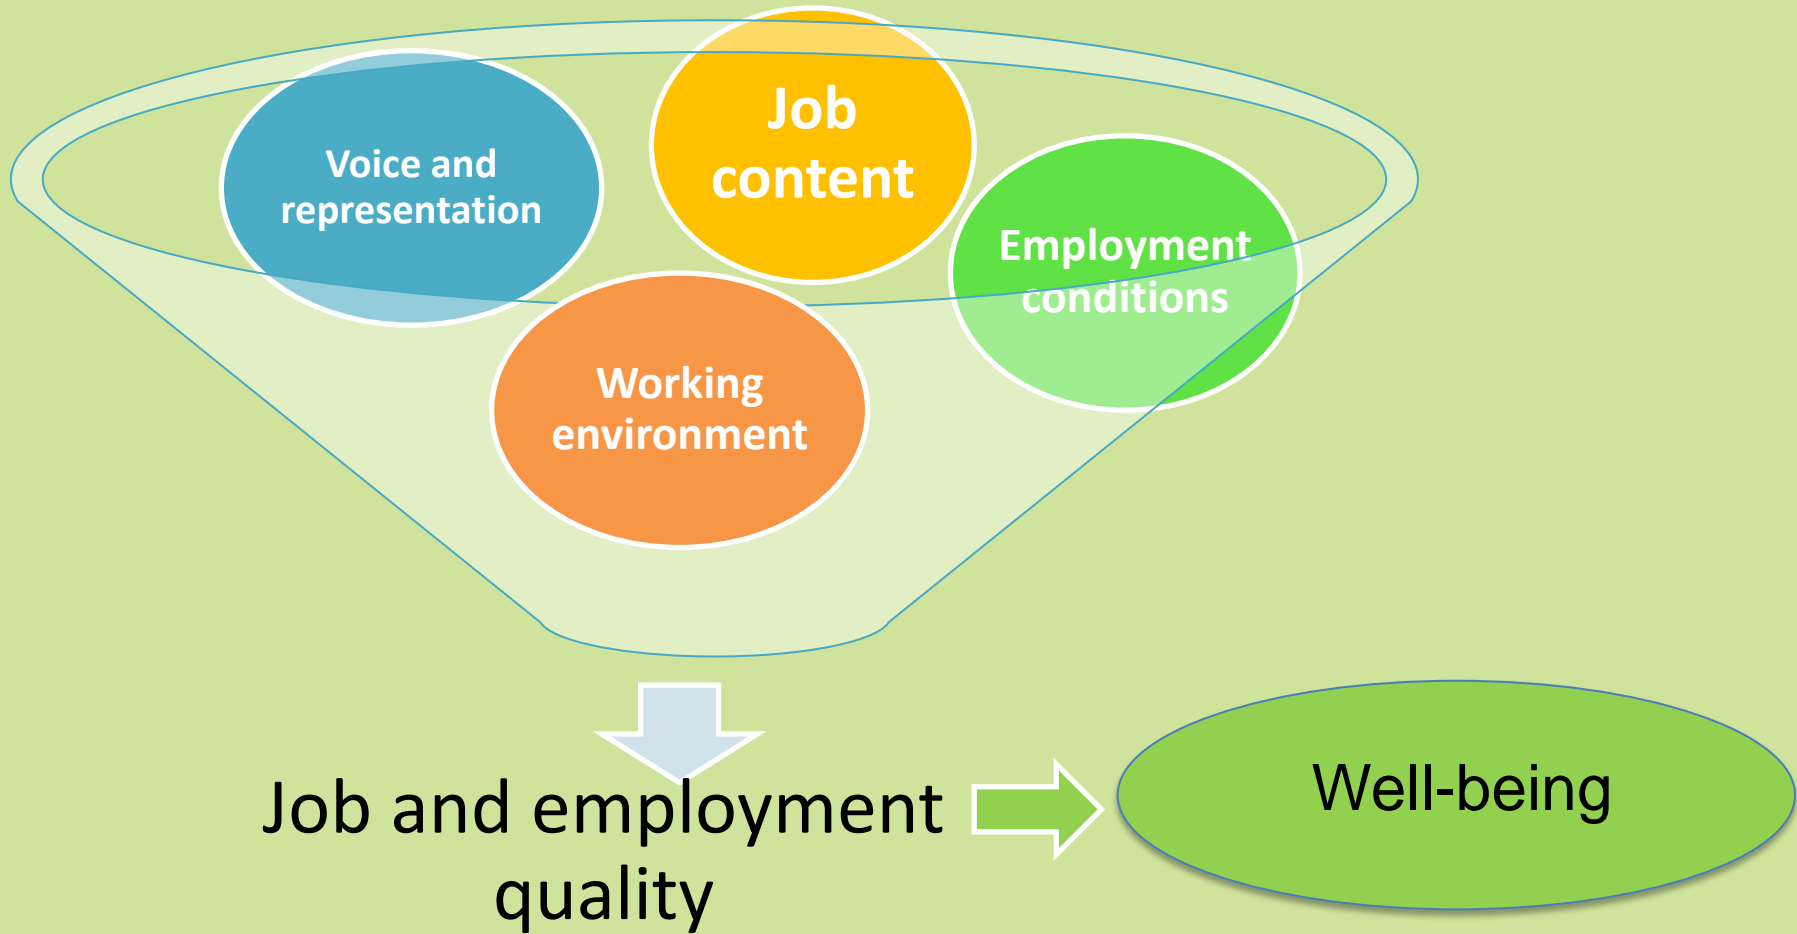 Job
content
Voice and
representation
Employment
conditions
Working
environment
Job and employment
quality
Well-being